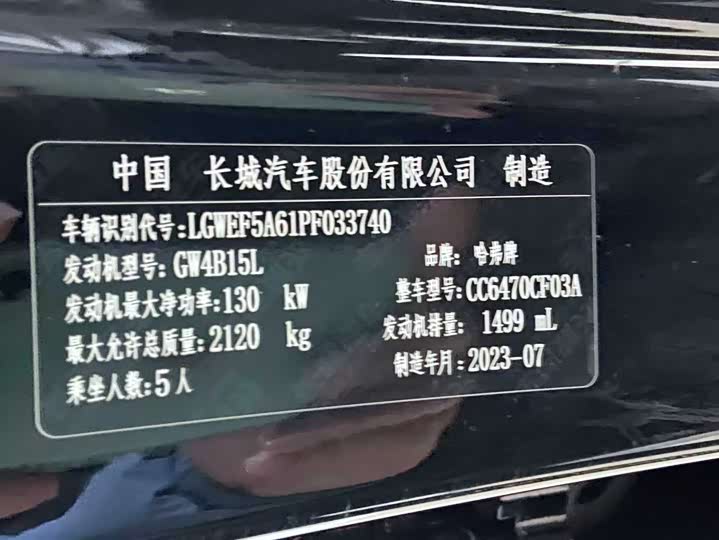 中国 长城汽车股份有限公司 制造
车辆识别代号:LGWEF5A61PF033740
发动机型号:GW4B15L 品牌:哈弗牌
发动机最大净功率:130 kW 整车型号:CC6470CF03A
最大允许总质量:2120 kg 发动机排量: 1499 mL
乘坐人数:5人 制造年月:2023-07